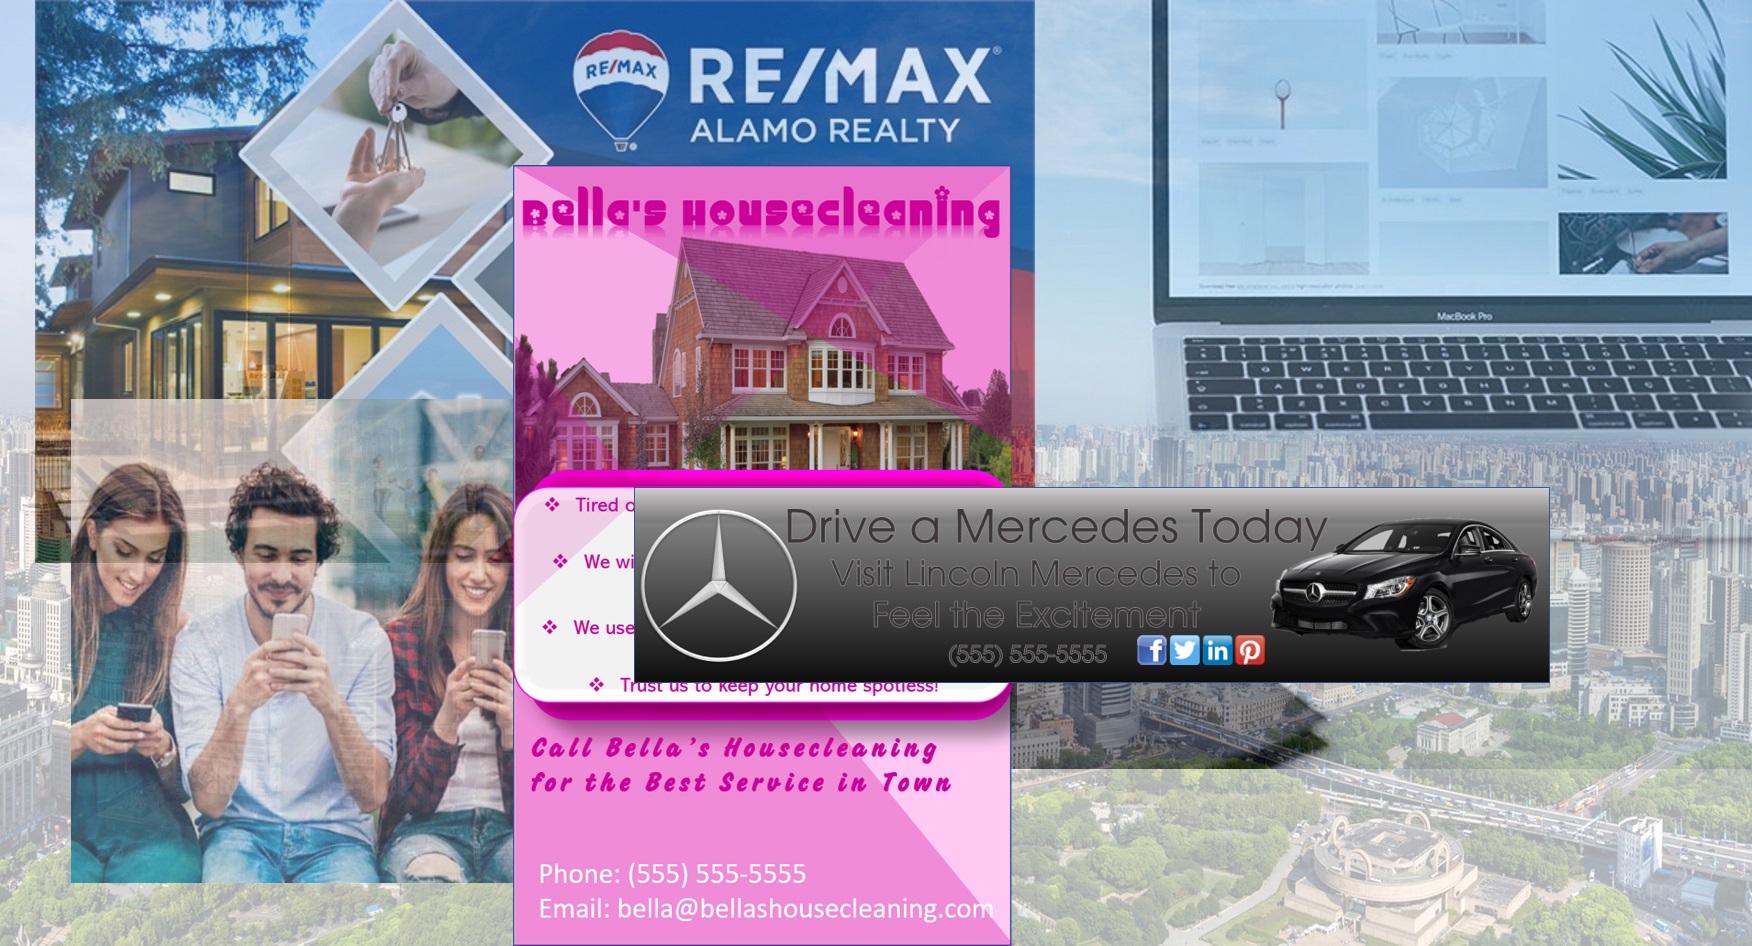 RE/MAX
RE/MAX®
ALAMO REALTY
Bella's Housecleaning
Tired o
We wi
We use
Trust us to keep your home spotless!
Drive a Mercedes Today
Visit Lincoln Mercedes to
Feel the Excitement
(555) 555-5555
Call Bella's Housecleaning
for the Best Service in Town
Phone: (555) 555-5555
Email: bella@bellashousecleaning.com
MacBook Pro